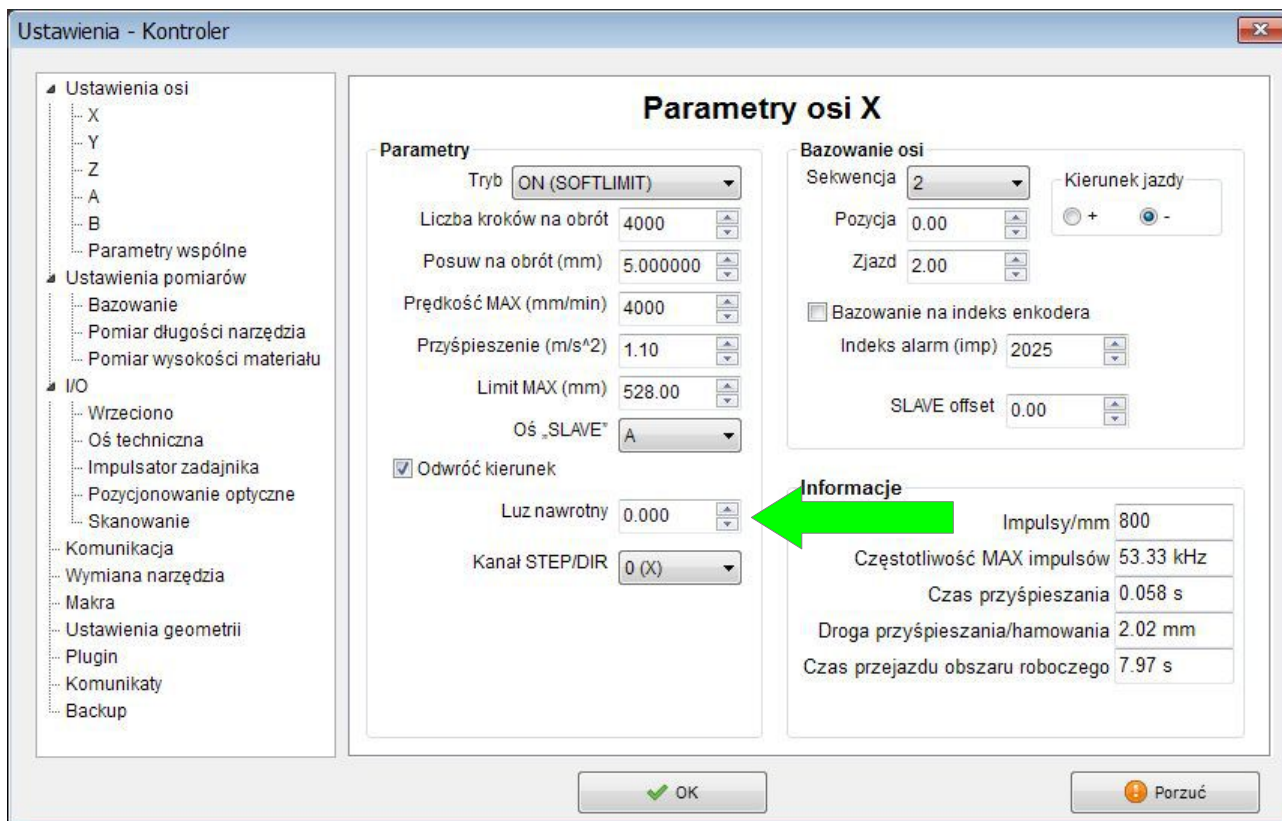 Ustawienia - Kontroler
Ustawienia osi
X
Y
Z
A
B
Parametry wspólne
Ustawienia pomiarów
Bazowanie
Pomiar długości narzędzia
Pomiar wysokości materiału
I/O
Wrzeciono
Oś techniczna
Impulsator zadajnika
Pozycjonowanie optyczne
Skanowanie
Komunikacja
Wymiana narzędzia
Makra
Ustawienia geometrii
Plugin
Komunikaty
Backup
Parametry osi X
Parametry
Tryb ON (SOFTLIMIT)
Liczba kroków na obrót 4000
Posuw na obrót (mm) 5.000000
Prędkość MAX (mm/min) 4000
Przyśpieszenie (m/s^2) 1.10
Limit MAX (mm) 528.00
Oś „SLAVE” A
Odwróć kierunek
Luz nawrotny 0.000
Kanał STEP/DIR 0 (X)
Bazowanie osi
Sekwencja 2
Kierunek jazdy
+ -
Pozycja 0.00
Zjazd 2.00
Bazowanie na indeks enkodera
Indeks alarm (imp) 2025
SLAVE offset 0.00
Informacje
Impulsy/mm 800
Częstotliwość MAX impulsów 53.33 kHz
Czas przyśpieszania 0.058 s
Droga przyśpieszania/hamowania 2.02 mm
Czas przejazdu obszaru roboczego 7.97 s
OK
Porzuć